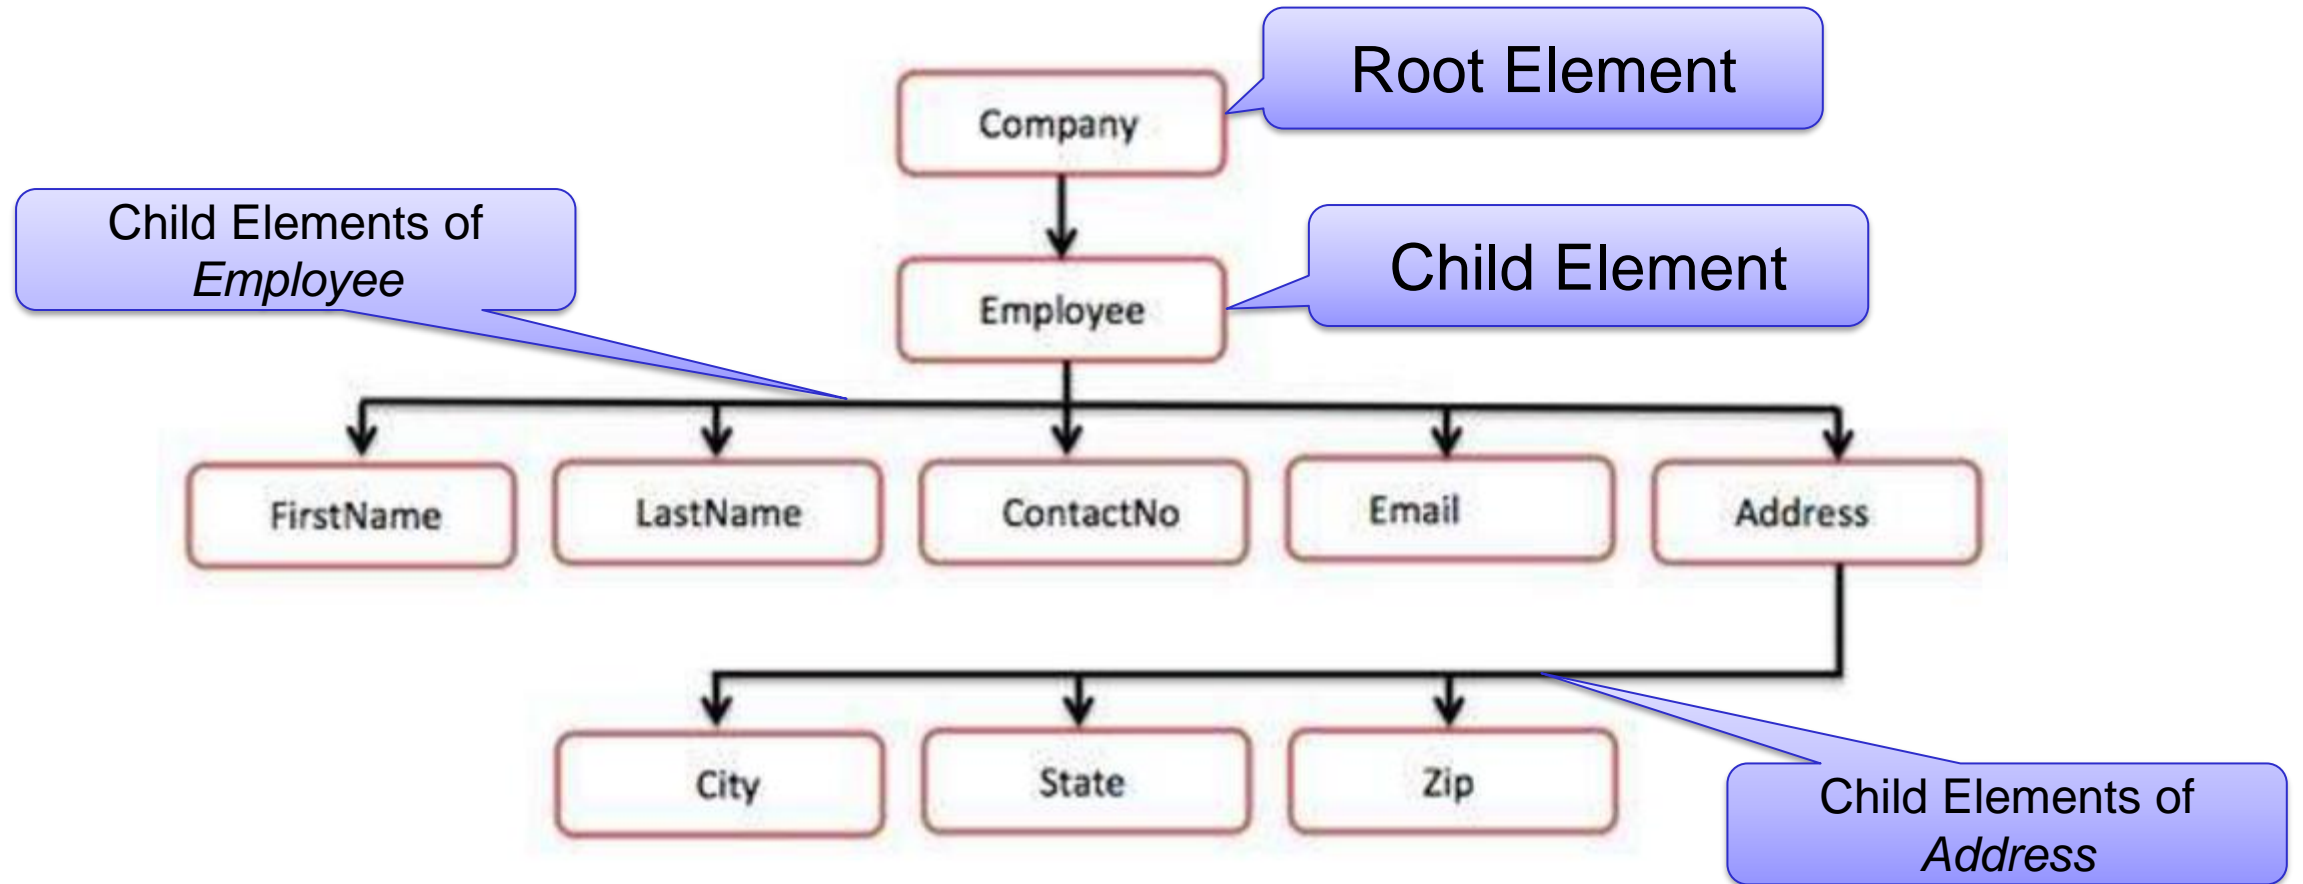 Root Element
Company
Child Elements of
Employee
Child Element
Employee
FirstName
LastName
ContactNo
Email
Address
City
State
Zip
Child Elements of
Address